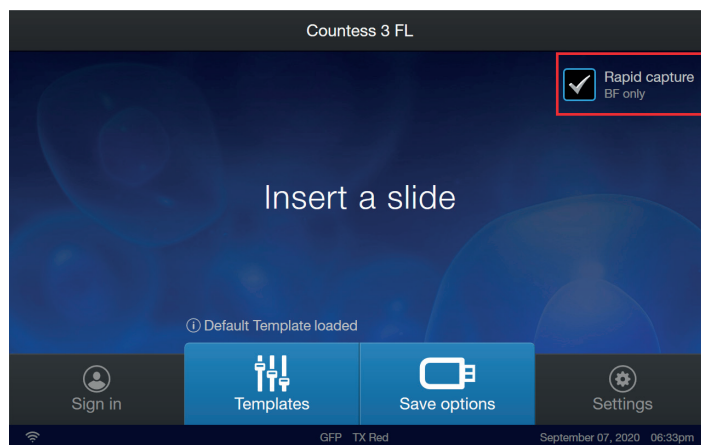 Countess 3 FL
Rapid capture
BF only
Insert a slide
Default Template loaded
Sign in
Templates
Save options
Settings
GFP TX Red
September 07, 2020 06:33pm